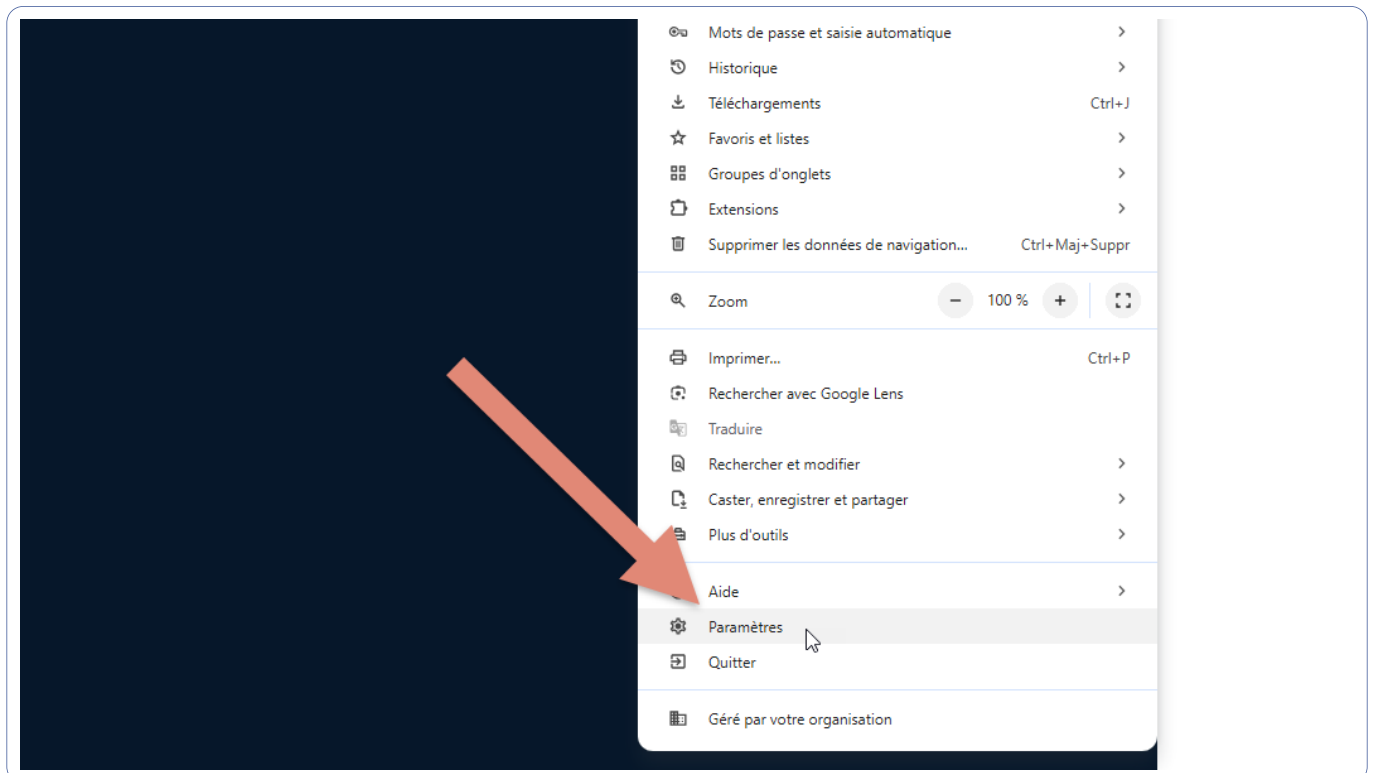 Mots de passe et saisie automatique
Historique
Téléchargements Ctrl+J
Favoris et listes
Groupes d'onglets
Extensions
Supprimer les données de navigation... Ctrl+Maj+Suppr
Zoom − 100 % +
Imprimer... Ctrl+P
Rechercher avec Google Lens
Traduire
Rechercher et modifier
Caster, enregistrer et partager
Plus d'outils
Aide
Paramètres
Quitter
Géré par votre organisation